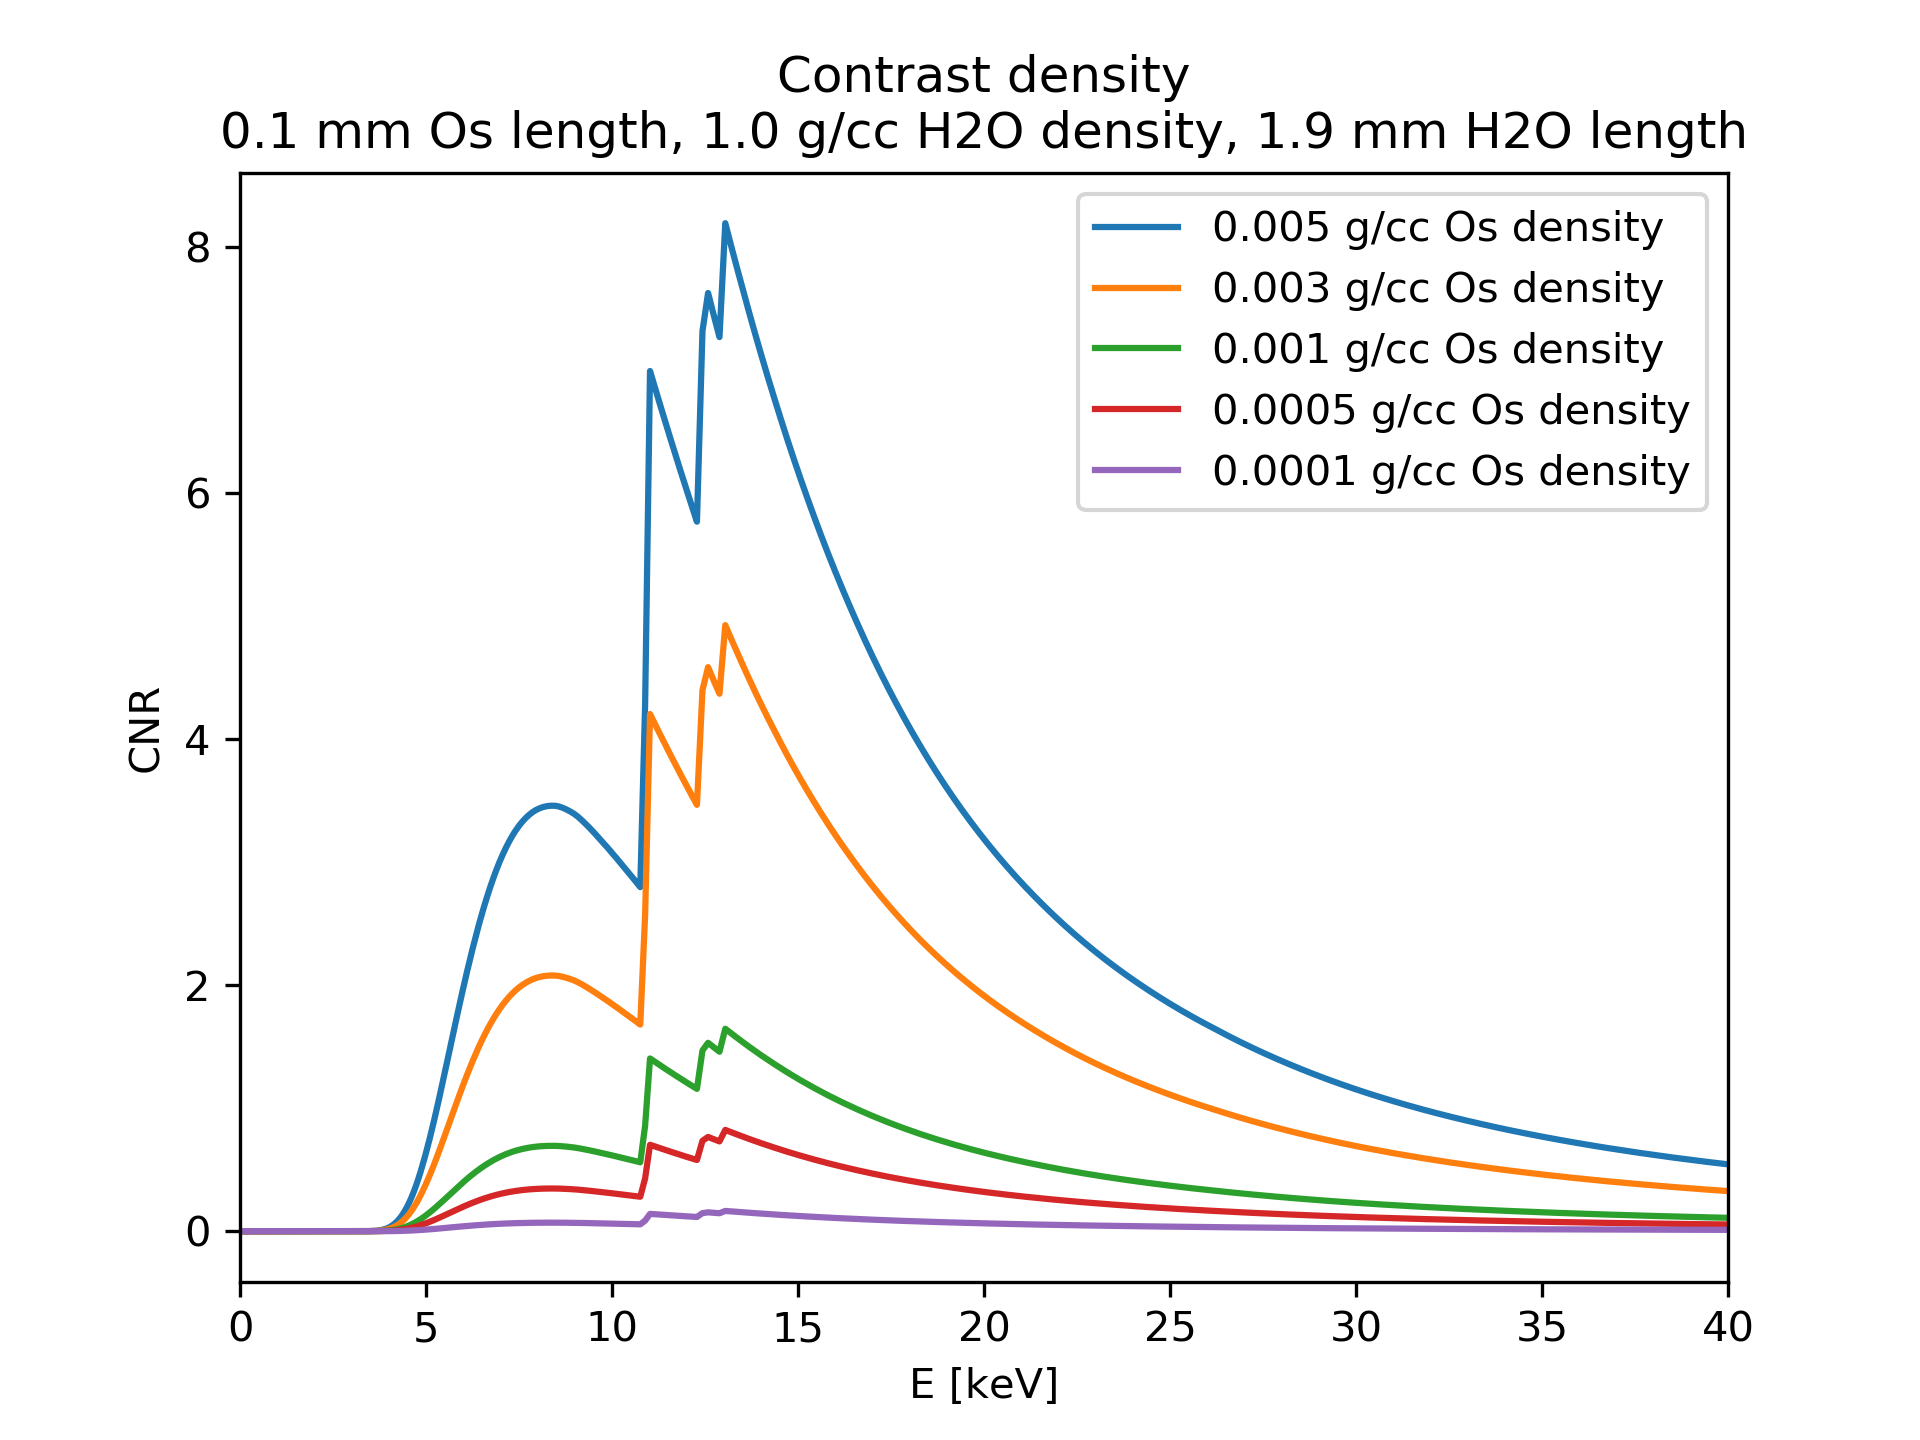 Contrast density
0.1 mm Os length, 1.0 g/cc H2O density, 1.9 mm H2O length
0.005 g/cc Os density
0.003 g/cc Os density
0.001 g/cc Os density
0.0005 g/cc Os density
0.0001 g/cc Os density
CNR
8
6
4
2
0
0 5 10 15 20 25 30 35 40
E [keV]